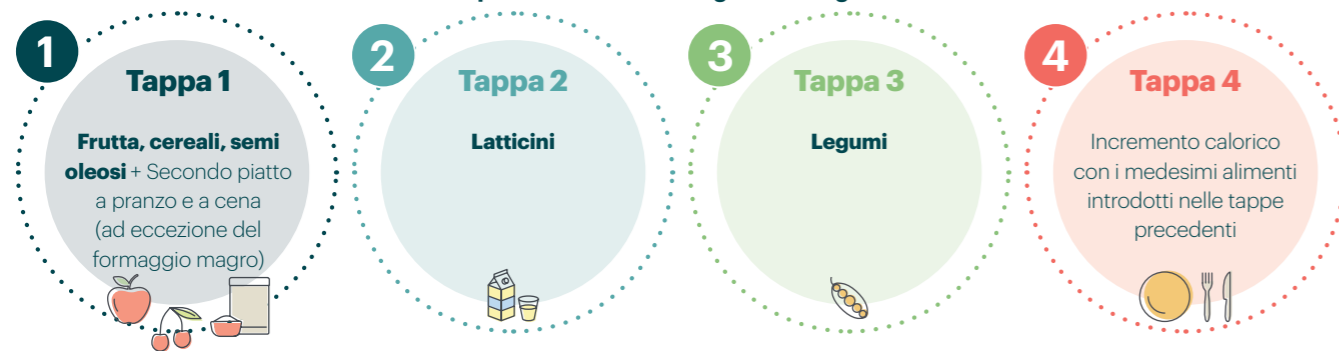 1
Tappa 1
Frutta, cereali, semi
oleosi + Secondo piatto
a pranzo e a cena
(ad eccezione del
formaggio magro)
2
Tappa 2
Latticini
3
Tappa 3
Legumi
4
Tappa 4
Incremento calorico
con i medesimi alimenti
introdotti nelle tappe
precedenti